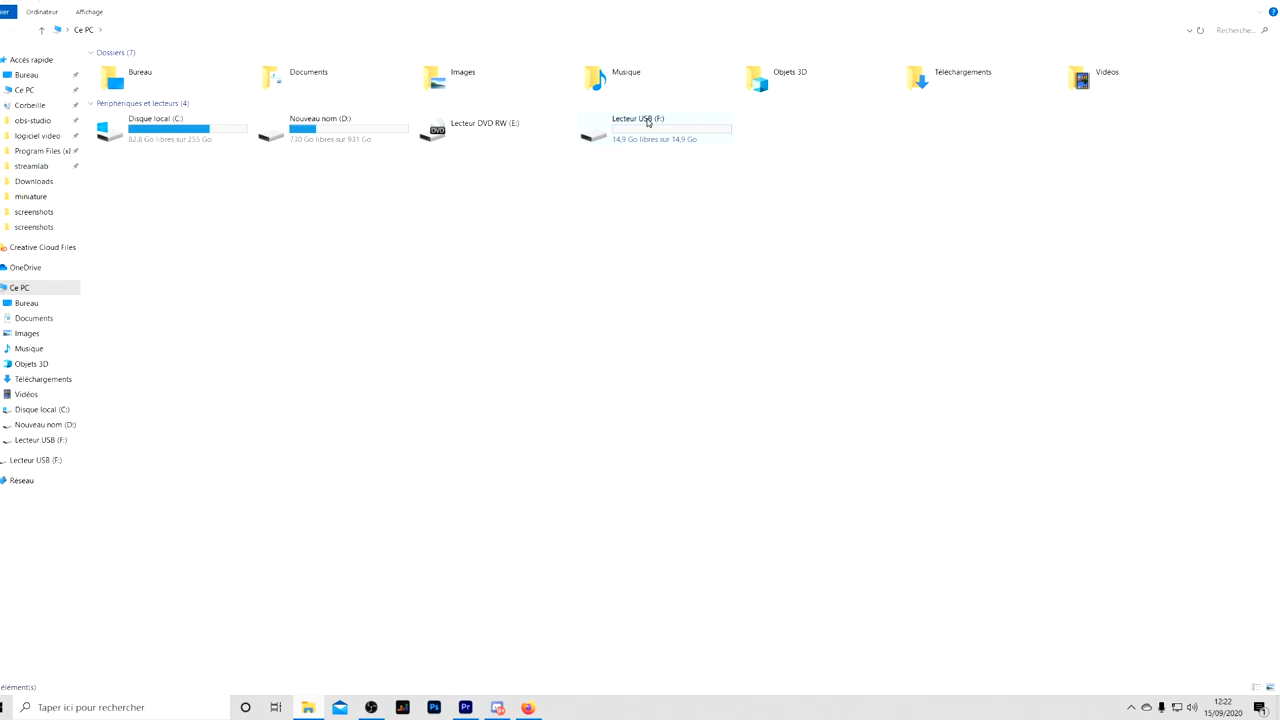 Ordinateur Affichage
Ce PC
Recherche...
Accès rapide
Bureau
Ce PC
Corbeille
obs-studio
logiciel video
Program Files (x8
streamlab
Downloads
miniature
screenshots
screenshots
Creative Cloud Files
OneDrive
Ce PC
Bureau
Documents
Images
Musique
Objets 3D
Téléchargements
Vidéos
Disque local (C:)
Nouveau nom (D:)
Lecteur USB (F:)
Lecteur USB (F:)
Réseau
Dossiers (7)
Bureau
Documents
Images
Musique
Objets 3D
Téléchargements
Vidéos
Périphériques et lecteurs (4)
Disque local (C:)
82,8 Go libres sur 255 Go
Nouveau nom (D:)
730 Go libres sur 931 Go
DVD
Lecteur DVD RW (E:)
Lecteur USB (F:)
14,9 Go libres sur 14,9 Go
élément(s)
Taper ici pour rechercher
Ps
Pr
12:22
15/09/2020